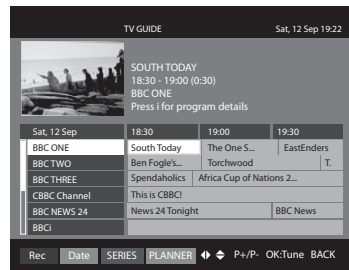 TV GUIDE Sat, 12 Sep 19:22
SOUTH TODAY
18:30 - 19:00 (0:30)
BBC ONE
Press i for program details
Sat, 12 Sep 18:30 19:00 19:30
BBC ONE South Today The One S... EastEnders
BBC TWO Ben Fogle's... Torchwood T.
BBC THREE Spendaholics Africa Cup of Nations 2...
CBBC Channel This is CBBC!
BBC NEWS 24 News 24 Tonight BBC News
BBCi
Rec Date SERIES PLANNER P+/P- OK:Tune BACK